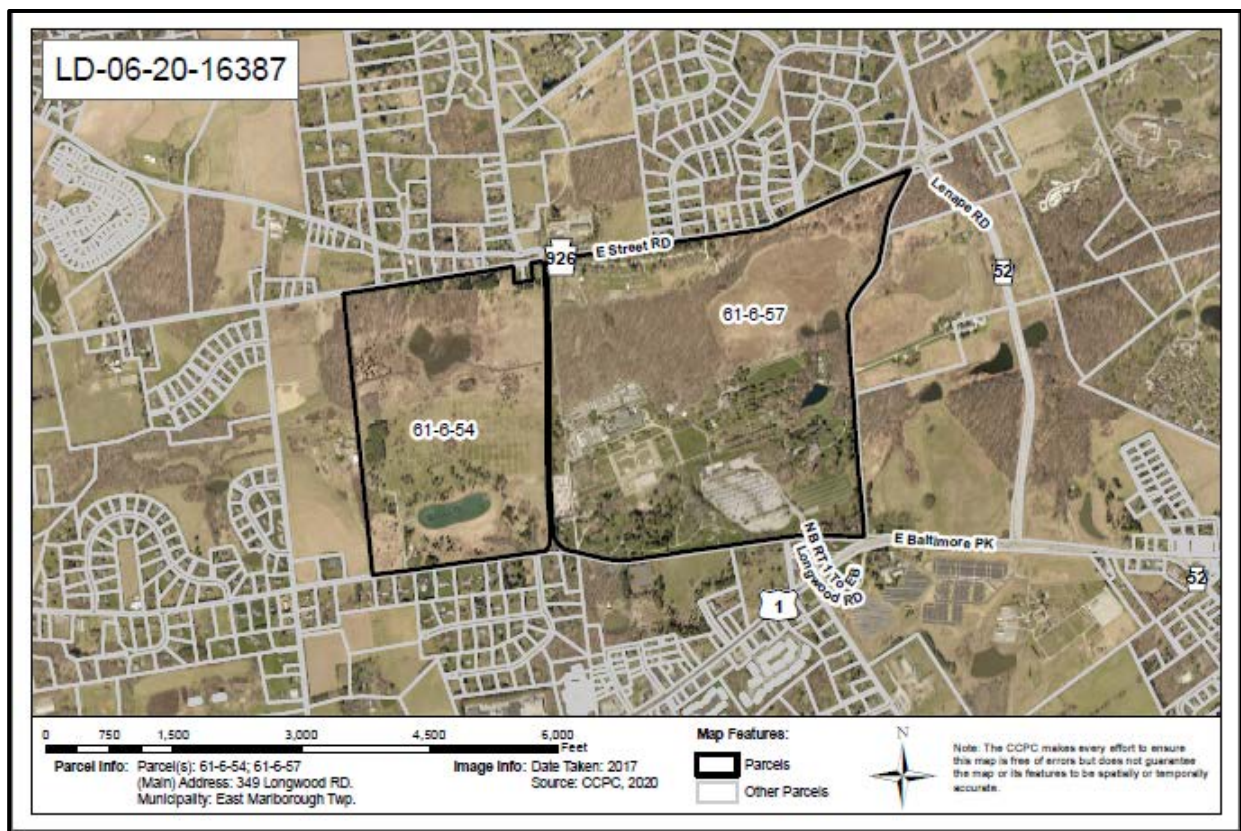 LD-06-20-16387
Lenape RD
E Street RD
926
52
61-6-57
61-6-54
E Baltimore PK
NB RT.1 To EB
Longwood RD
52
1
0 750 1,500 3,000 4,500 6,000
Feet
Parcel Info: Parcel(s): 61-6-54; 61-6-57
(Main) Address: 349 Longwood RD.
Municipality: East Marlborough Twp.
Image Info: Date Taken: 2017
Source: CCPC, 2020
Map Features:
Parcels
Other Parcels
N
Note: The CCPC makes every effort to ensure
this map is free of errors but does not guarantee
the map or its features to be spatially or temporally
accurate.